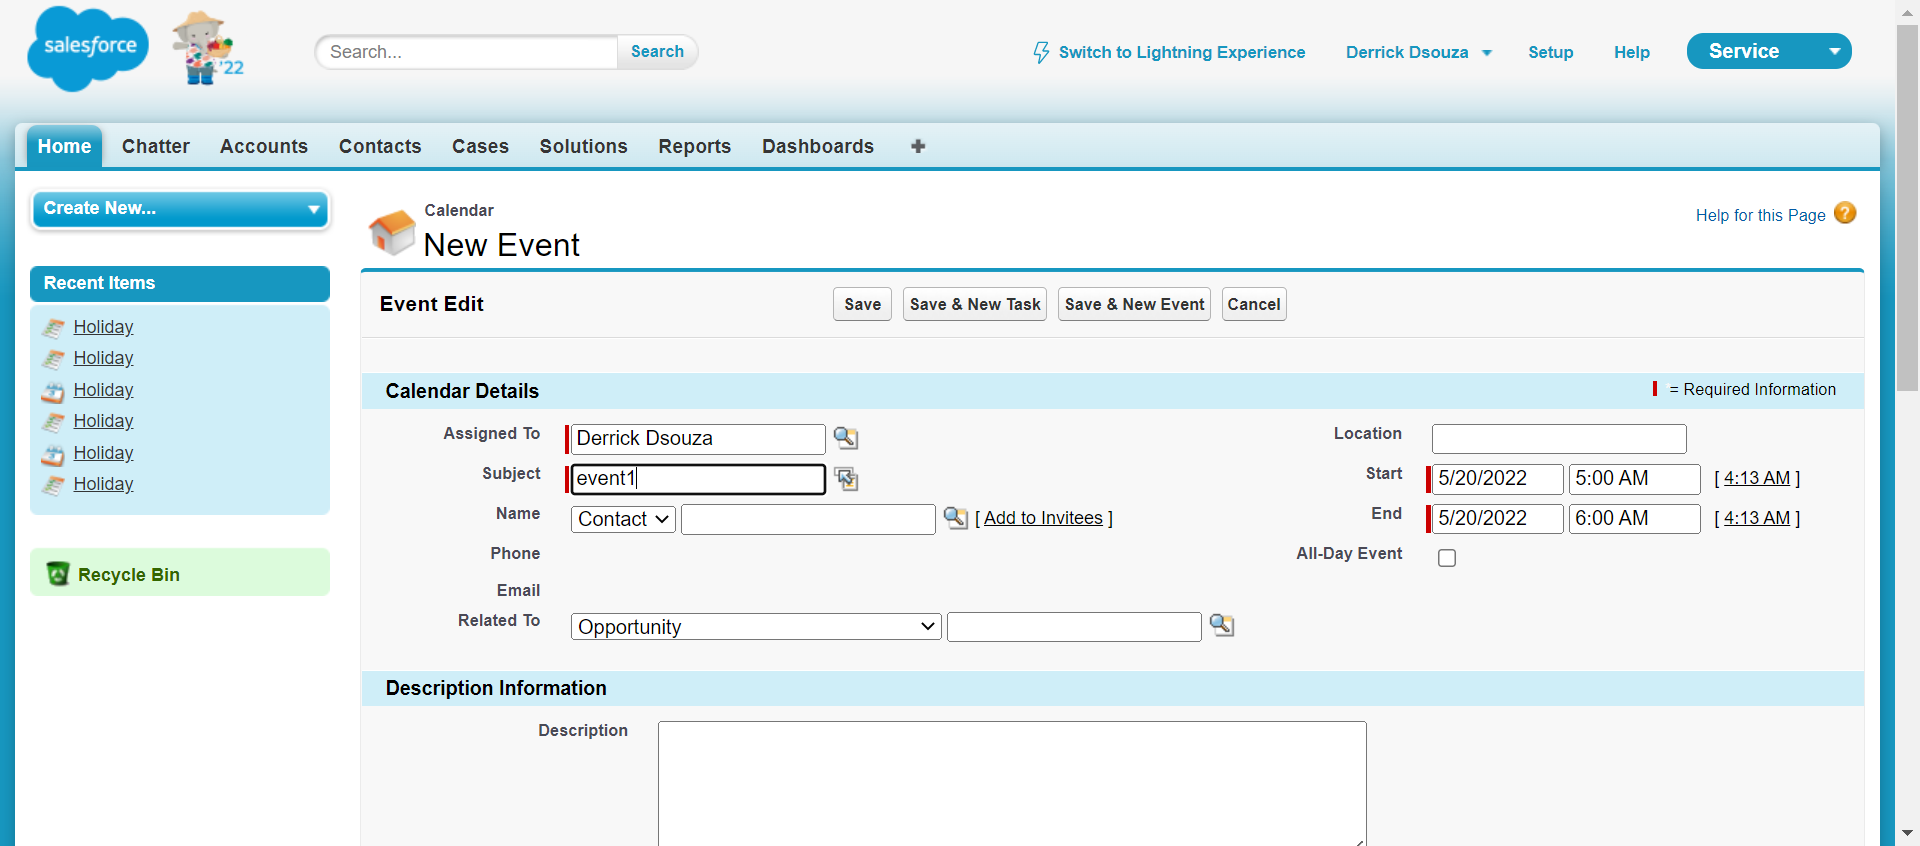 salesforce
'22
Search...
Search
Switch to Lightning Experience
Derrick Dsouza
Setup
Help
Service
Home
Chatter
Accounts
Contacts
Cases
Solutions
Reports
Dashboards
Create New...
Recent Items
Holiday
Holiday
Holiday
Holiday
Holiday
Holiday
Recycle Bin
Calendar
New Event
Help for this Page
Event Edit
Save
Save & New Task
Save & New Event
Cancel
Calendar Details
= Required Information
Assigned To Derrick Dsouza
Location
Subject event1
Start 5/20/2022 5:00 AM [ 4:13 AM ]
Name Contact [ Add to Invitees ]
End 5/20/2022 6:00 AM [ 4:13 AM ]
Phone
All-Day Event
Email
Related To Opportunity
Description Information
Description